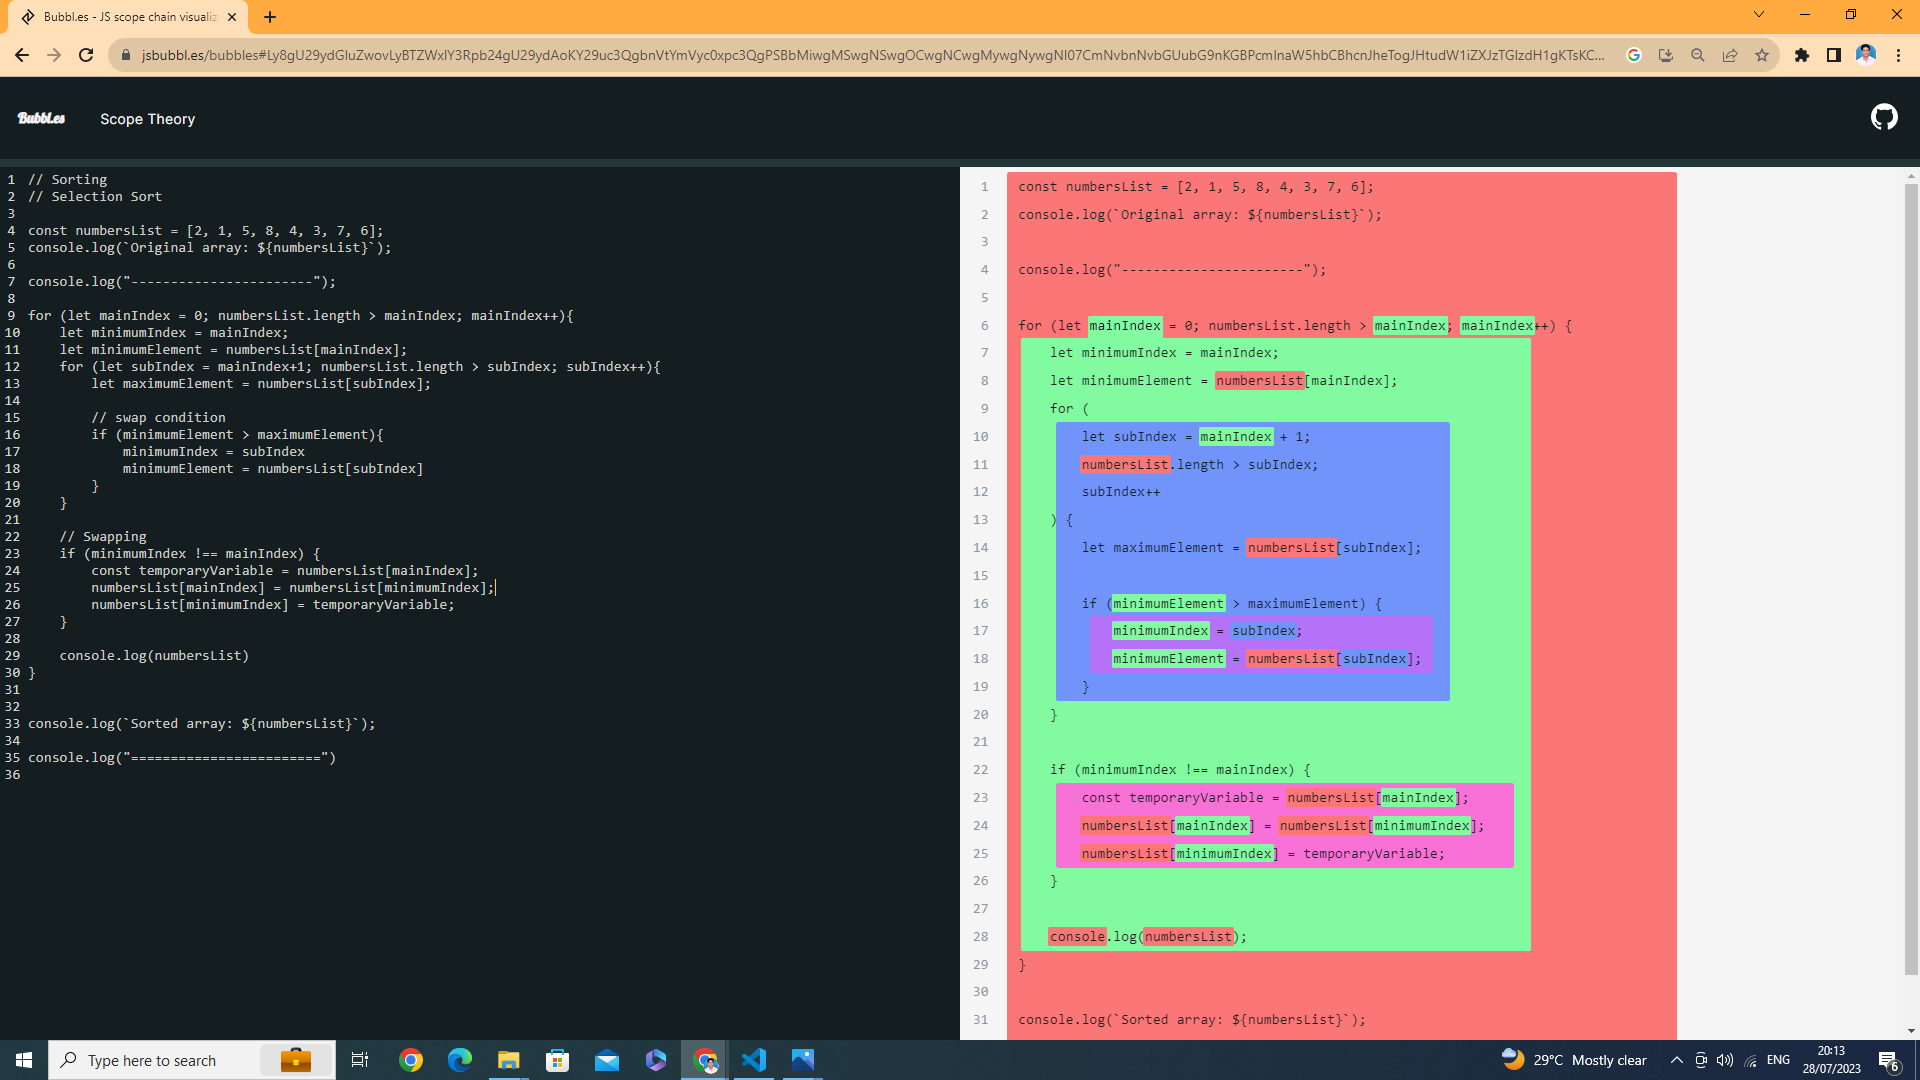 Bubbl.es - JS scope chain visualiz
jsbubbl.es/bubbles#Ly8gU29ydGluZwovLyBTZWxlY3Rpb24gU29ydAoKY29uc3QgbnVtYmVyc0xpc3QgPSBbMiwgMSwgNSwgOCwgNCwgMywgNywgNl07CmNvbnNvbGUubG9nKGBPcmlnaW5hbCBhcnJheTogJHtudW1iZXJzTGlzdH1gKTsKC...
Bubbl.es
Scope Theory
1 // Sorting
2 // Selection Sort
3
4 const numbersList = [2, 1, 5, 8, 4, 3, 7, 6];
5 console.log(`Original array: ${numbersList}`);
6
7 console.log("-----------------------");
8
9 for (let mainIndex = 0; numbersList.length > mainIndex; mainIndex++){
10 let minimumIndex = mainIndex;
11 let minimumElement = numbersList[mainIndex];
12 for (let subIndex = mainIndex+1; numbersList.length > subIndex; subIndex++){
13 let maximumElement = numbersList[subIndex];
14
15 // swap condition
16 if (minimumElement > maximumElement){
17 minimumIndex = subIndex
18 minimumElement = numbersList[subIndex]
19 }
20 }
21
22 // Swapping
23 if (minimumIndex !== mainIndex) {
24 const temporaryVariable = numbersList[mainIndex];
25 numbersList[mainIndex] = numbersList[minimumIndex];
26 numbersList[minimumIndex] = temporaryVariable;
27 }
28
29 console.log(numbersList)
30 }
31
32
33 console.log(`Sorted array: ${numbersList}`);
34
35 console.log("========================")
36
1 const numbersList = [2, 1, 5, 8, 4, 3, 7, 6];
2 console.log(`Original array: ${numbersList}`);
3
4 console.log("-----------------------");
5
6 for (let mainIndex = 0; numbersList.length > mainIndex; mainIndex++) {
7 let minimumIndex = mainIndex;
8 let minimumElement = numbersList[mainIndex];
9 for (
10 let subIndex = mainIndex + 1;
11 numbersList.length > subIndex;
12 subIndex++
13 ) {
14 let maximumElement = numbersList[subIndex];
15
16 if (minimumElement > maximumElement) {
17 minimumIndex = subIndex;
18 minimumElement = numbersList[subIndex];
19 }
20 }
21
22 if (minimumIndex !== mainIndex) {
23 const temporaryVariable = numbersList[mainIndex];
24 numbersList[mainIndex] = numbersList[minimumIndex];
25 numbersList[minimumIndex] = temporaryVariable;
26 }
27
28 console.log(numbersList);
29 }
30
31 console.log(`Sorted array: ${numbersList}`);
Type here to search
29°C Mostly clear
ENG
20:13
28/07/2023
6